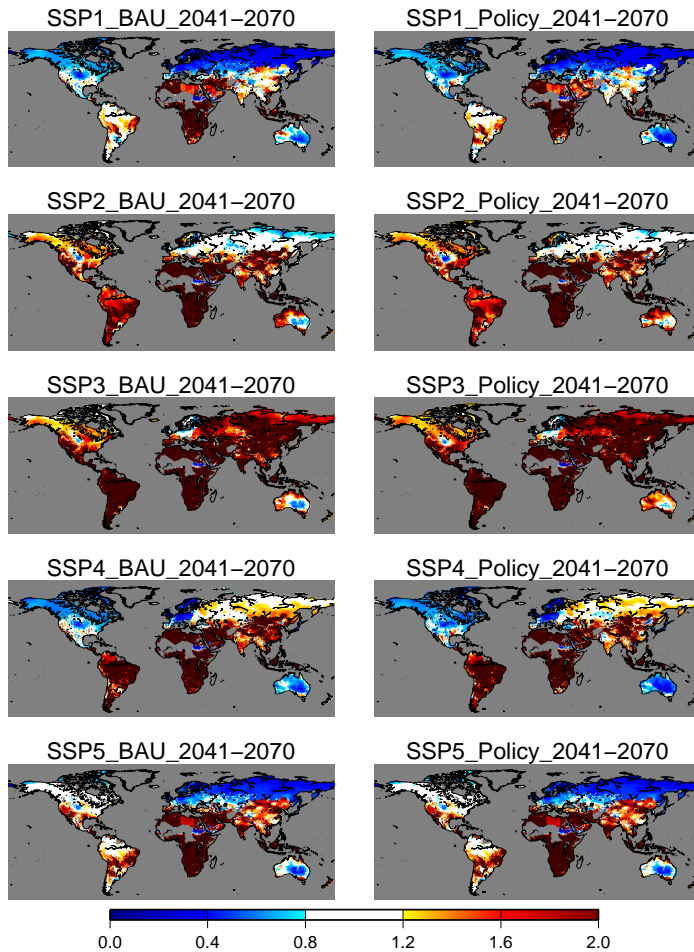 SSP1_BAU_2041−2070
SSP1_Policy_2041−2070
SSP2_BAU_2041−2070
SSP2_Policy_2041−2070
SSP3_BAU_2041−2070
SSP3_Policy_2041−2070
SSP4_BAU_2041−2070
SSP4_Policy_2041−2070
SSP5_BAU_2041−2070
SSP5_Policy_2041−2070
0.0 0.4 0.8 1.2 1.6 2.0